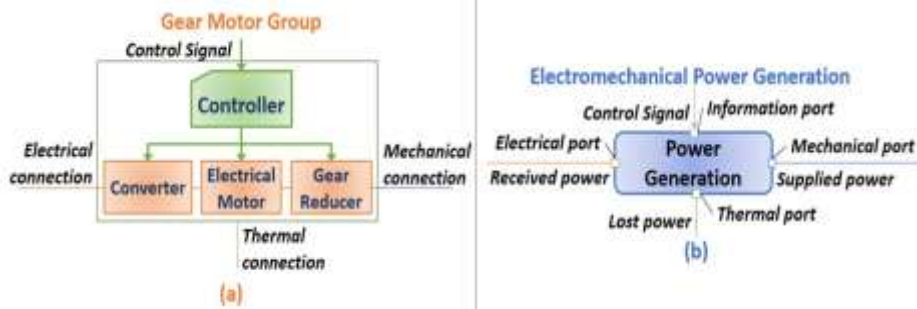 Gear Motor Group
Control Signal
Controller
Electrical
connection
Converter
Electrical
Motor
Gear
Reducer
Mechanical
connection
Thermal
connection
(a)
Electromechanical Power Generation
Control Signal
Information port
Electrical port
Received power
Power
Generation
Mechanical port
Supplied power
Lost power
Thermal port
(b)